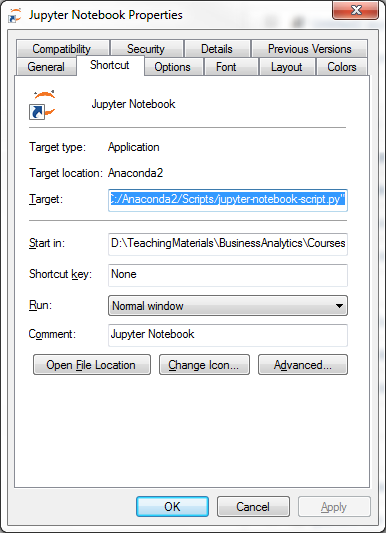 Jupyter Notebook Properties
Compatibility Security Details Previous Versions
General Shortcut Options Font Layout Colors
Jupyter Notebook
Target type: Application
Target location: Anaconda2
Target: C:/Anaconda2/Scripts/jupyter-notebook-script.py"
Start in: D:\TeachingMaterials\BusinessAnalytics\Courses
Shortcut key: None
Run: Normal window
Comment: Jupyter Notebook
Open File Location Change Icon... Advanced...
OK Cancel Apply